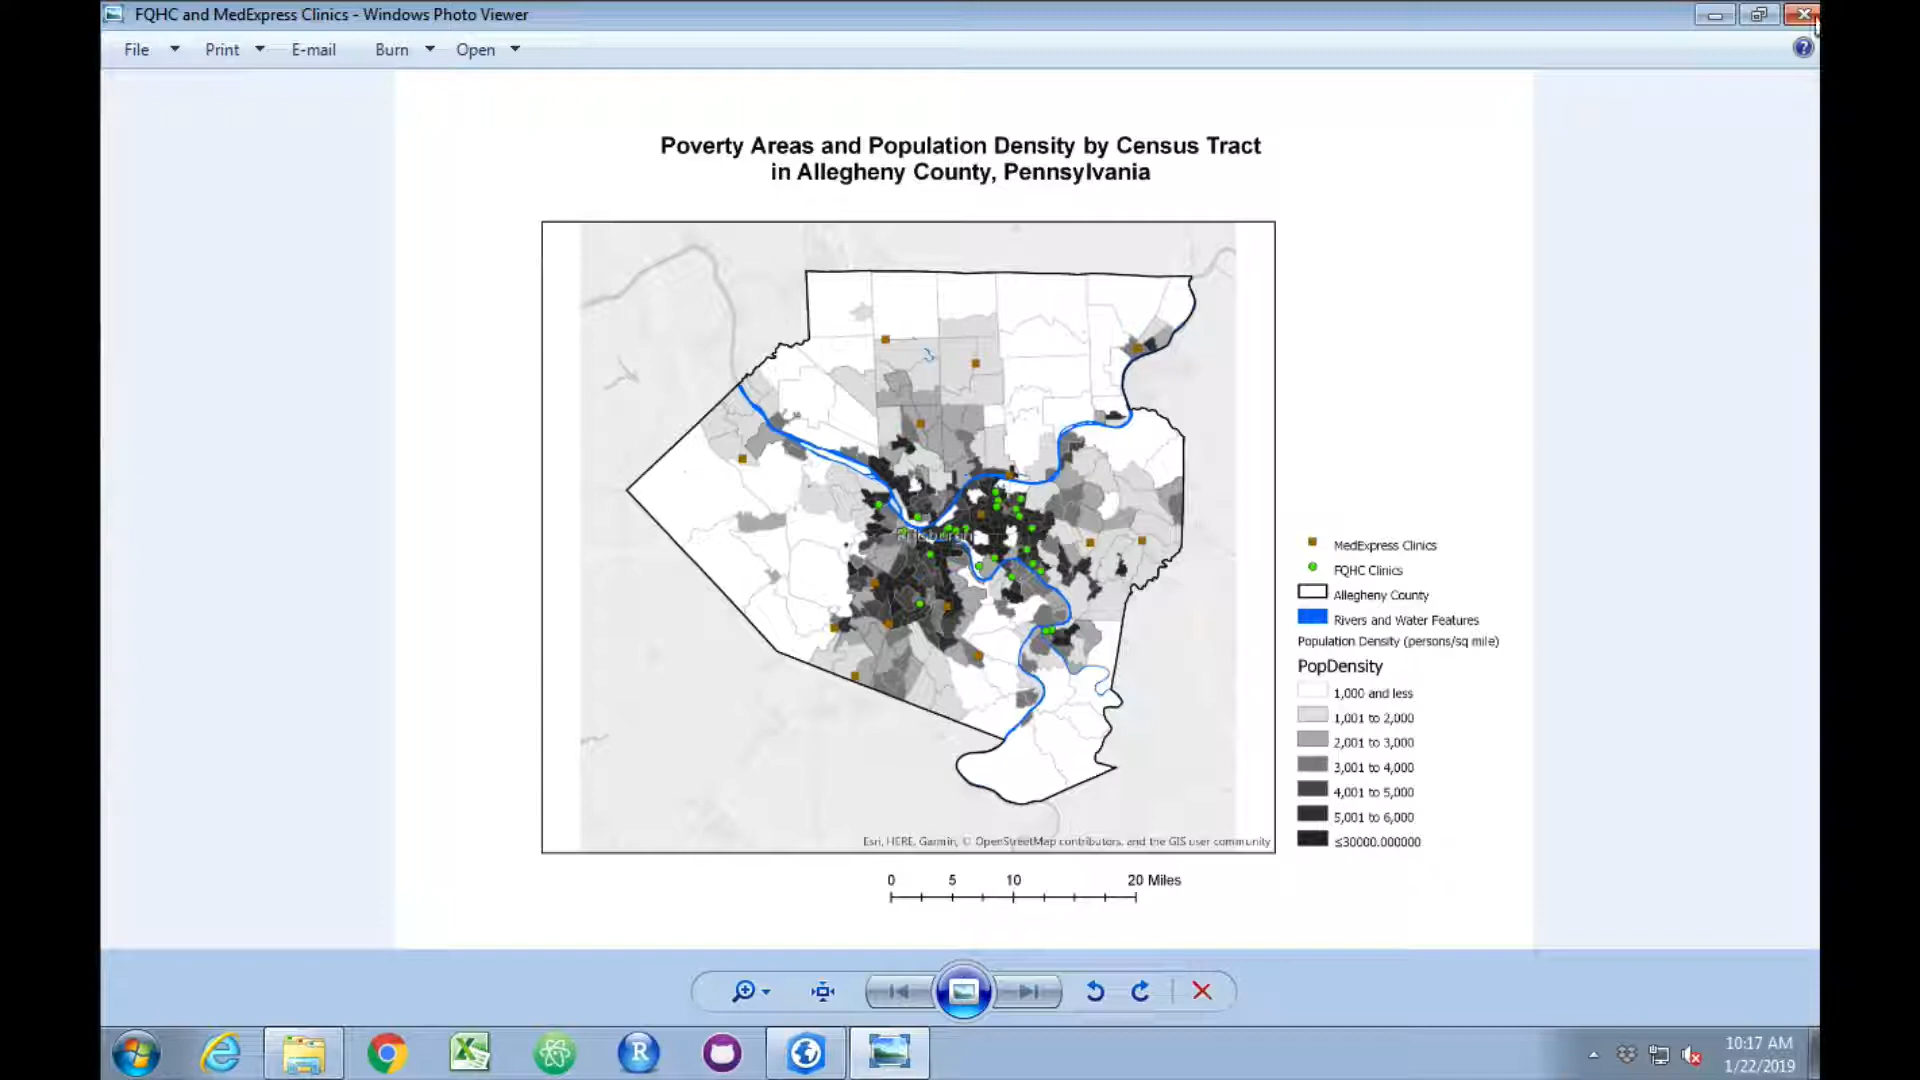 FQHC and MedExpress Clinics - Windows Photo Viewer
File Print E-mail Burn Open
Poverty Areas and Population Density by Census Tract
in Allegheny County, Pennsylvania
Pittsburgh
MedExpress Clinics
FQHC Clinics
Allegheny County
Rivers and Water Features
Population Density (persons/sq mile)
PopDensity
1,000 and less
1,001 to 2,000
2,001 to 3,000
3,001 to 4,000
4,001 to 5,000
5,001 to 6,000
≤30000.000000
Esri, HERE, Garmin, © OpenStreetMap contributors, and the GIS user community
0 5 10 20 Miles
10:17 AM
1/22/2019